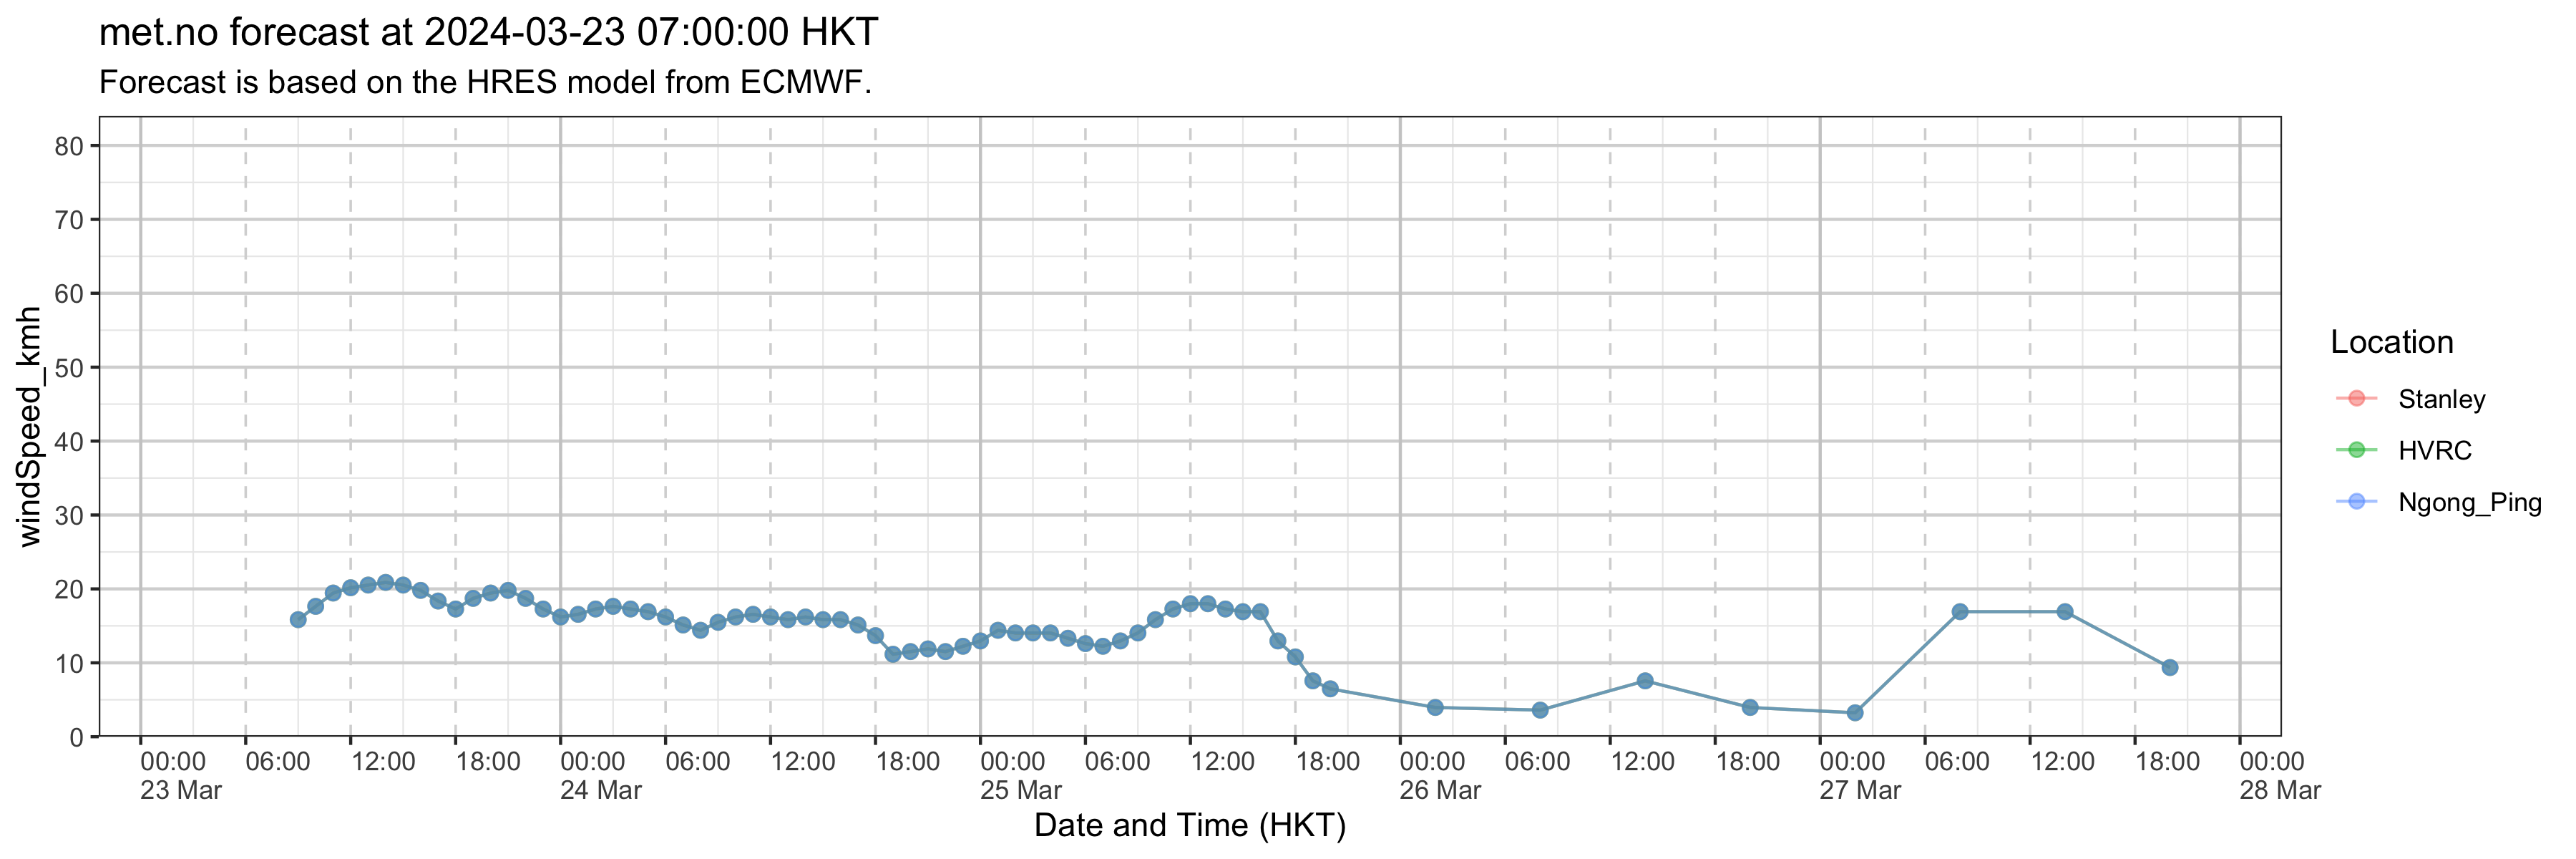 met.no forecast at 2024-03-23 07:00:00 HKT
Forecast is based on the HRES model from ECMWF.
windSpeed_kmh
80
70
60
50
40
30
20
10
0
00:00 06:00 12:00 18:00 00:00 06:00 12:00 18:00 00:00 06:00 12:00 18:00 00:00 06:00 12:00 18:00 00:00 06:00 12:00 18:00 00:00
23 Mar 24 Mar 25 Mar 26 Mar 27 Mar 28 Mar
Date and Time (HKT)
Location
Stanley
HVRC
Ngong_Ping